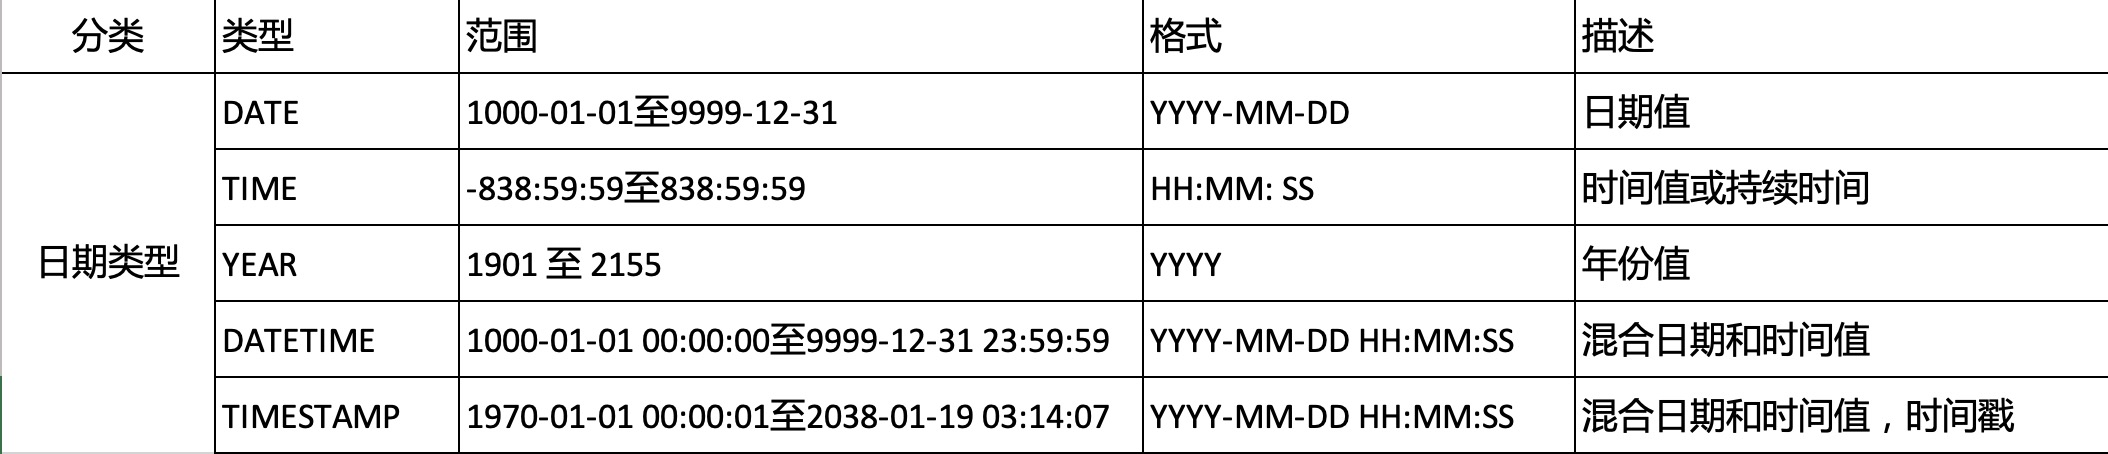 分类 类型 范围 格式 描述
DATE 1000-01-01至9999-12-31 YYYY-MM-DD 日期值
TIME -838:59:59至838:59:59 HH:MM: SS 时间值或持续时间
日期类型 YEAR 1901 至 2155 YYYY 年份值
DATETIME 1000-01-01 00:00:00至9999-12-31 23:59:59 YYYY-MM-DD HH:MM:SS 混合日期和时间值
TIMESTAMP 1970-01-01 00:00:01至2038-01-19 03:14:07 YYYY-MM-DD HH:MM:SS 混合日期和时间值，时间戳